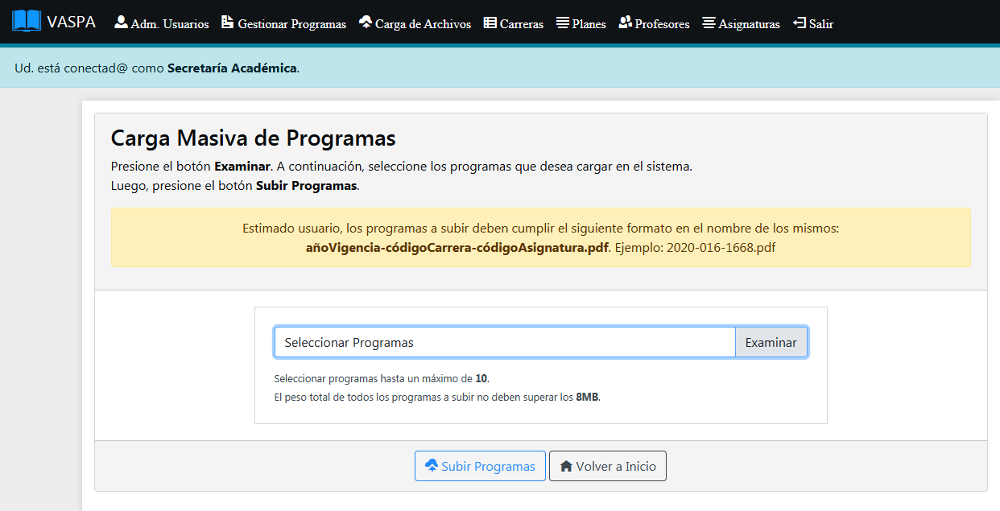 VASPA Adm. Usuarios Gestionar Programas Carga de Archivos Carreras Planes Profesores Asignaturas Salir
Ud. está conectad@ como Secretaría Académica.
Carga Masiva de Programas
Presione el botón Examinar. A continuación, seleccione los programas que desea cargar en el sistema.
Luego, presione el botón Subir Programas.
Estimado usuario, los programas a subir deben cumplir el siguiente formato en el nombre de los mismos:
añoVigencia-códigoCarrera-códigoAsignatura.pdf. Ejemplo: 2020-016-1668.pdf
Seleccionar Programas Examinar
Seleccionar programas hasta un máximo de 10.
El peso total de todos los programas a subir no deben superar los 8MB.
Subir Programas Volver a Inicio